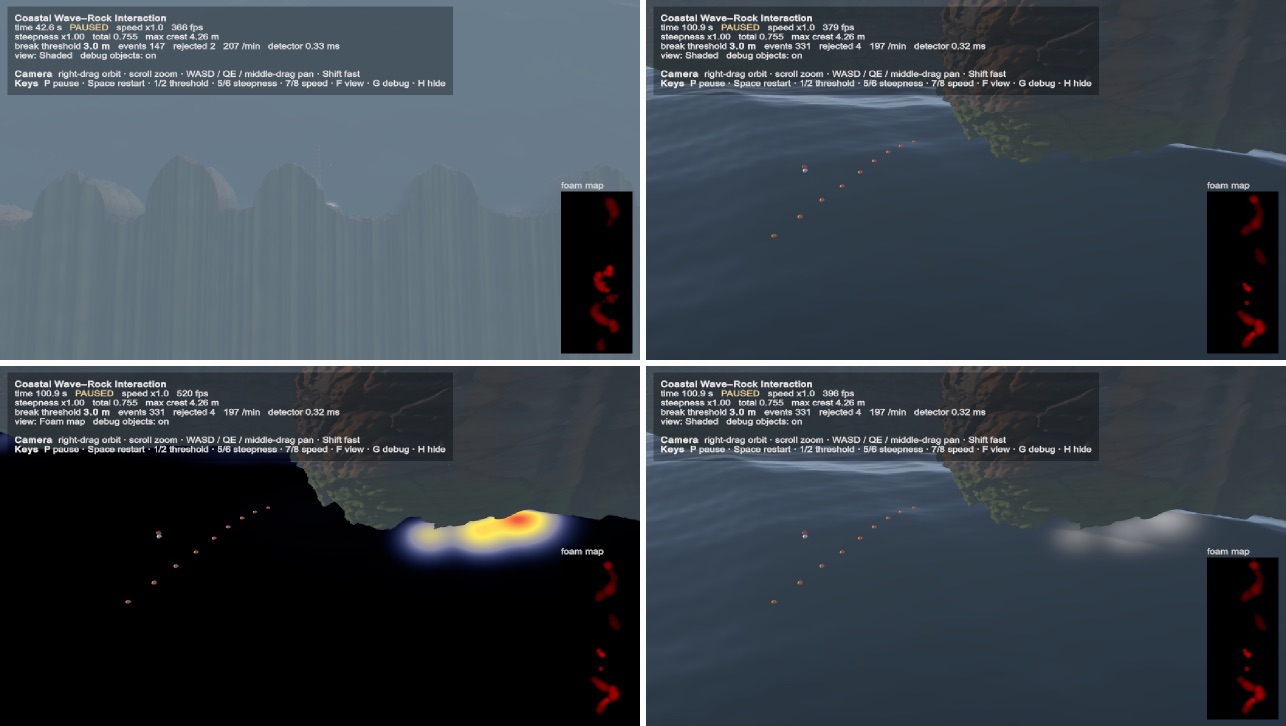 Coastal Wave–Rock Interaction
time 42.6 s PAUSED speed x1.0 366 fps
steepness x1.00 total 0.755 max crest 4.26 m
break threshold 3.0 m events 147 rejected 2 207 /min detector 0.33 ms
view: Shaded debug objects: on
Camera right-drag orbit · scroll zoom · WASD / QE / middle-drag pan · Shift fast
Keys P pause · Space restart · 1/2 threshold · 5/6 steepness · 7/8 speed · F view · G debug · H hide
foam map
Coastal Wave–Rock Interaction
time 100.9 s PAUSED speed x1.0 379 fps
steepness x1.00 total 0.755 max crest 4.26 m
break threshold 3.0 m events 331 rejected 4 197 /min detector 0.32 ms
view: Shaded debug objects: on
Camera right-drag orbit · scroll zoom · WASD / QE / middle-drag pan · Shift fast
Keys P pause · Space restart · 1/2 threshold · 5/6 steepness · 7/8 speed · F view · G debug · H hide
foam map
Coastal Wave–Rock Interaction
time 100.9 s PAUSED speed x1.0 520 fps
steepness x1.00 total 0.755 max crest 4.26 m
break threshold 3.0 m events 331 rejected 4 197 /min detector 0.32 ms
view: Foam map debug objects: on
Camera right-drag orbit · scroll zoom · WASD / QE / middle-drag pan · Shift fast
Keys P pause · Space restart · 1/2 threshold · 5/6 steepness · 7/8 speed · F view · G debug · H hide
foam map
Coastal Wave–Rock Interaction
time 100.9 s PAUSED speed x1.0 396 fps
steepness x1.00 total 0.755 max crest 4.26 m
break threshold 3.0 m events 331 rejected 4 197 /min detector 0.32 ms
view: Shaded debug objects: on
Camera right-drag orbit · scroll zoom · WASD / QE / middle-drag pan · Shift fast
Keys P pause · Space restart · 1/2 threshold · 5/6 steepness · 7/8 speed · F view · G debug · H hide
foam map